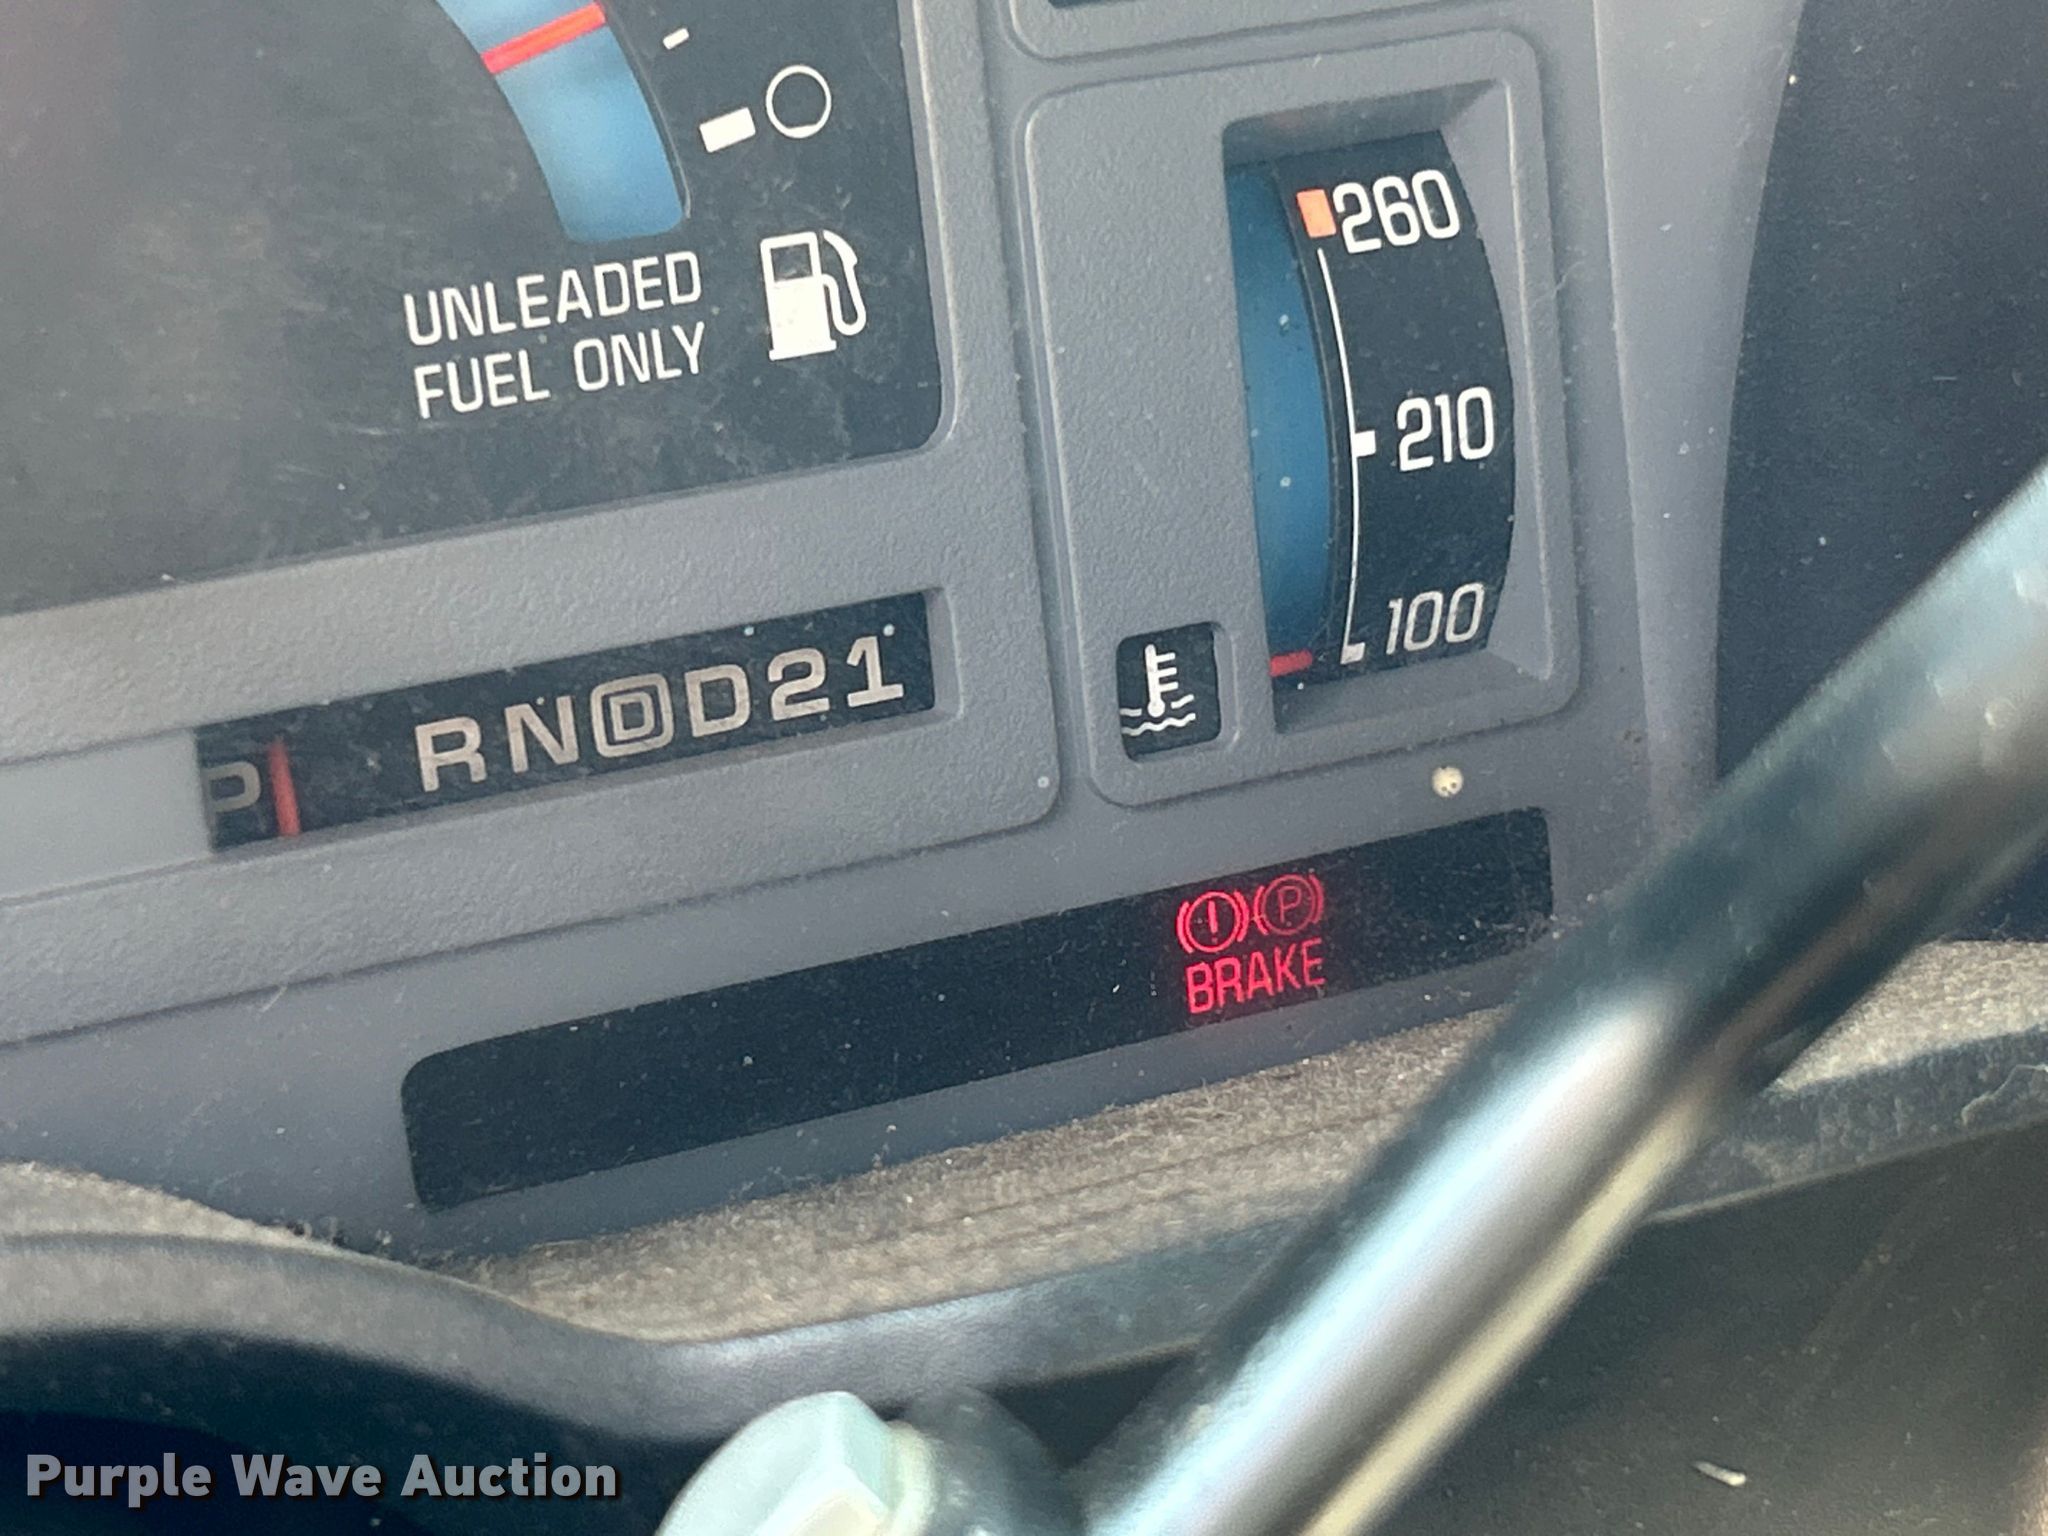 UNLEADED
FUEL ONLY
260
210
100
P RNDD21
P
BRAKE
Purple Wave Auction